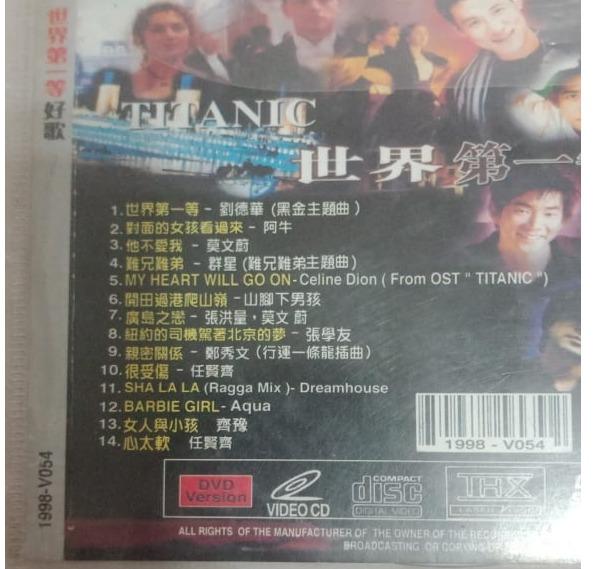 世界第一等好歌
TITANIC
世界第一
1.世界第一等 - 劉德華 (黑金主題曲)
2.對面的女孩看過來 - 阿牛
3.他不愛我 - 莫文蔚
4.難兄難弟 - 群星 (難兄難弟主題曲)
5.MY HEART WILL GO ON- Celine Dion ( From OST " TITANIC ")
6.開田過港爬山嶺 - 山腳下男孩
7.廣島之戀 - 張洪量，莫文蔚
8.紐約的司機駕著北京的夢 - 張學友
9.親密關係 - 鄭秀文（行運一條龍插曲）
10.很受傷 - 任賢齊
11.SHA LA LA (Ragga Mix )- Dreamhouse
12.BARBIE GIRL- Aqua
13.女人與小孩 齊豫
14.心太軟 任賢齊
1998 - V054
1998-V054
DVD
Version
VIDEO CD
COMPACT
disc
DIGITAL VIDEO
THX
ALL RIGHTS OF THE MANUFACTURER OF THE OWNER OF THE
BROADCASTING OR